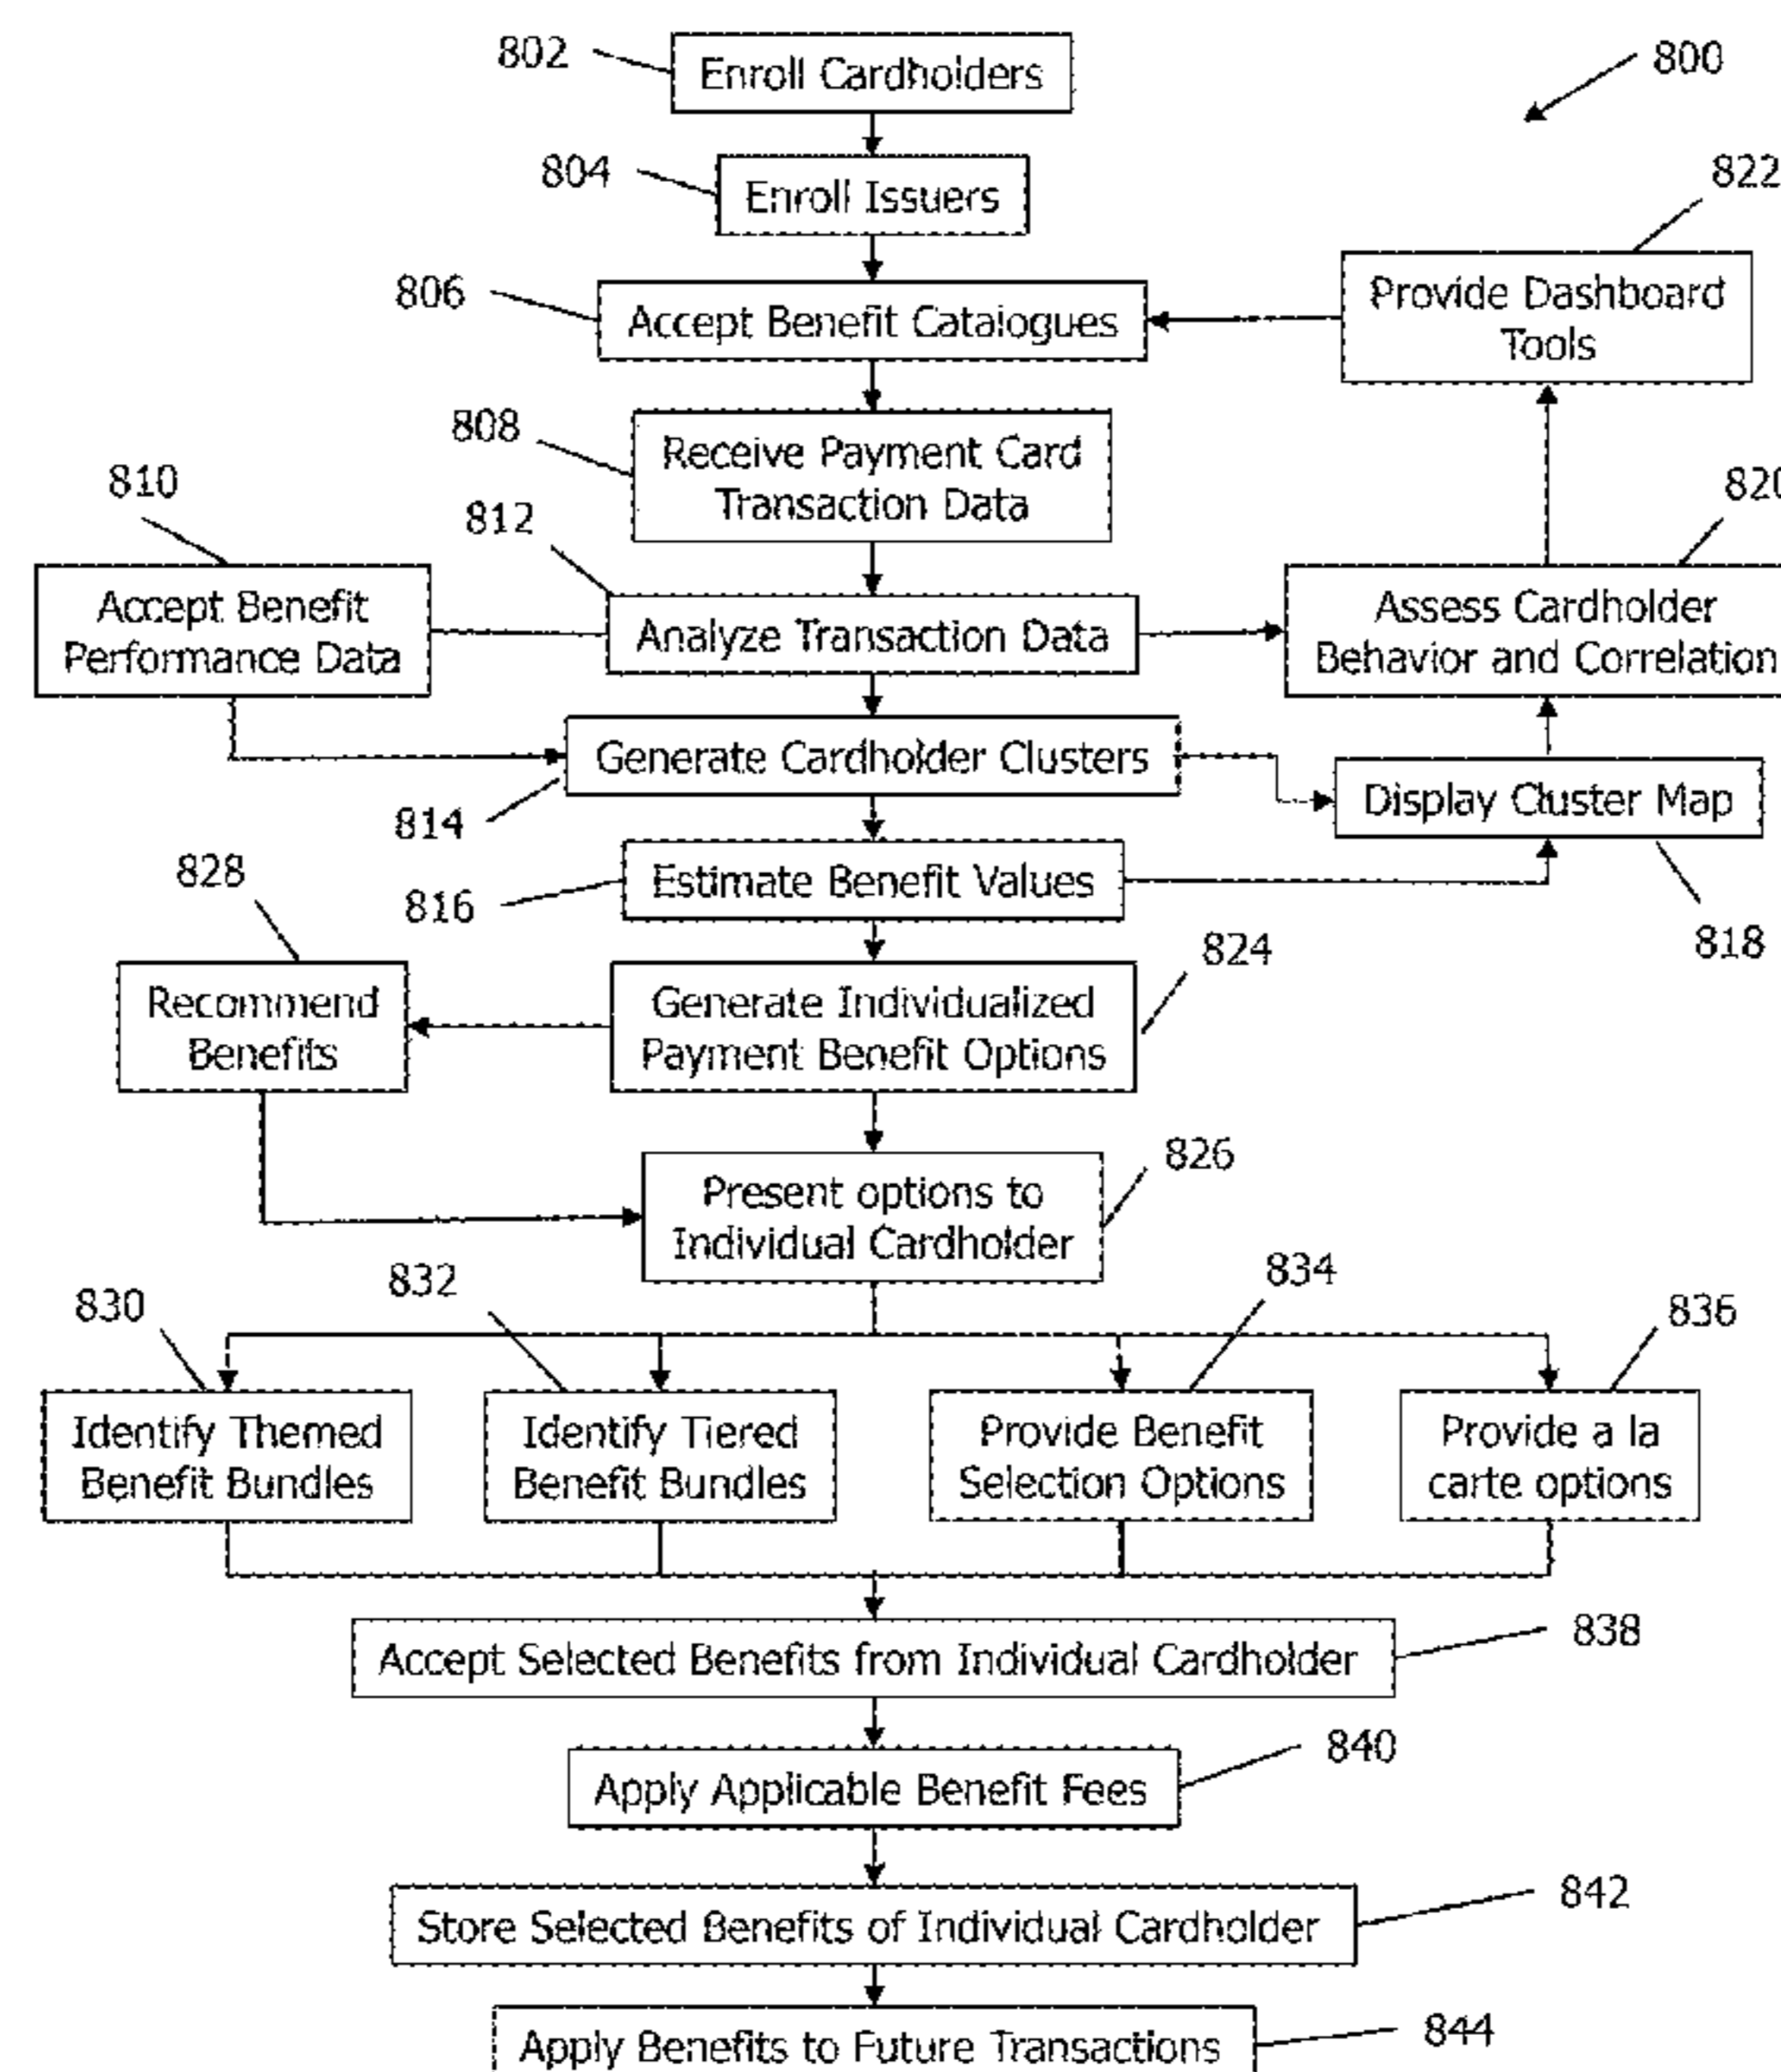 802
Enroll Cardholders
800
804
Enroll Issuers
822
806
Accept Benefit Catalogues
Provide Dashboard
Tools
808
Receive Payment Card
Transaction Data
810
812
820
Accept Benefit
Performance Data
Analyze Transaction Data
Assess Cardholder
Behavior and Correlation
Generate Cardholder Clusters
814
Display Cluster Map
828
Estimate Benefit Values
816
818
824
Recommend
Benefits
Generate Individualized
Payment Benefit Options
826
Present options to
Individual Cardholder
830
832
834
836
Identify Themed
Benefit Bundles
Identify Tiered
Benefit Bundles
Provide Benefit
Selection Options
Provide a la
carte options
838
Accept Selected Benefits from Individual Cardholder
840
Apply Applicable Benefit Fees
842
Store Selected Benefits of Individual Cardholder
844
Apply Benefits to Future Transactions